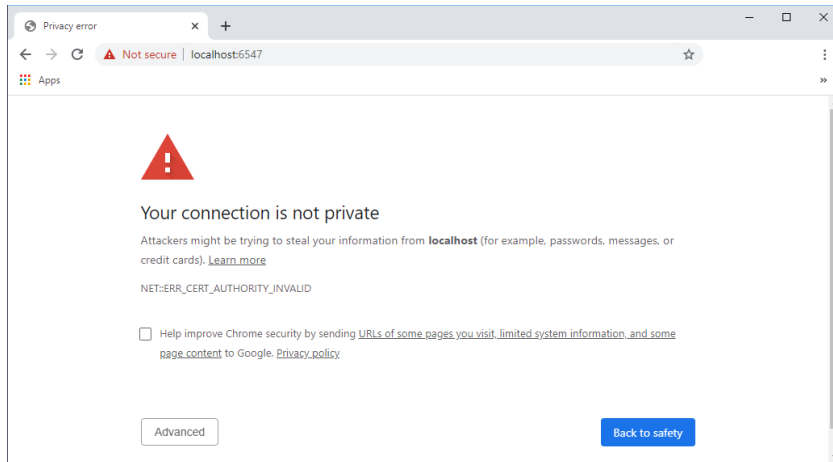 Privacy error
Not secure | localhost:6547
Apps
Your connection is not private
Attackers might be trying to steal your information from localhost (for example, passwords, messages, or
credit cards). Learn more
NET::ERR_CERT_AUTHORITY_INVALID
Help improve Chrome security by sending URLs of some pages you visit, limited system information, and some
page content to Google. Privacy policy
Advanced
Back to safety